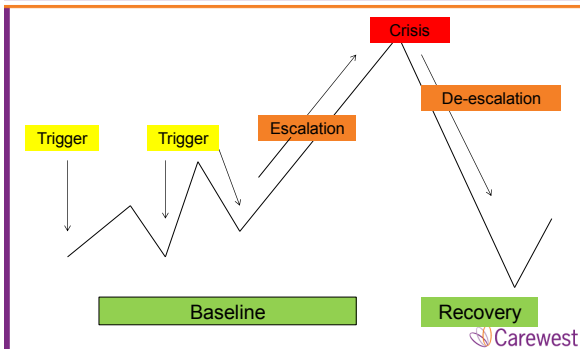 Crisis
De-escalation
Trigger
Trigger
Escalation
Baseline
Recovery
Carewest